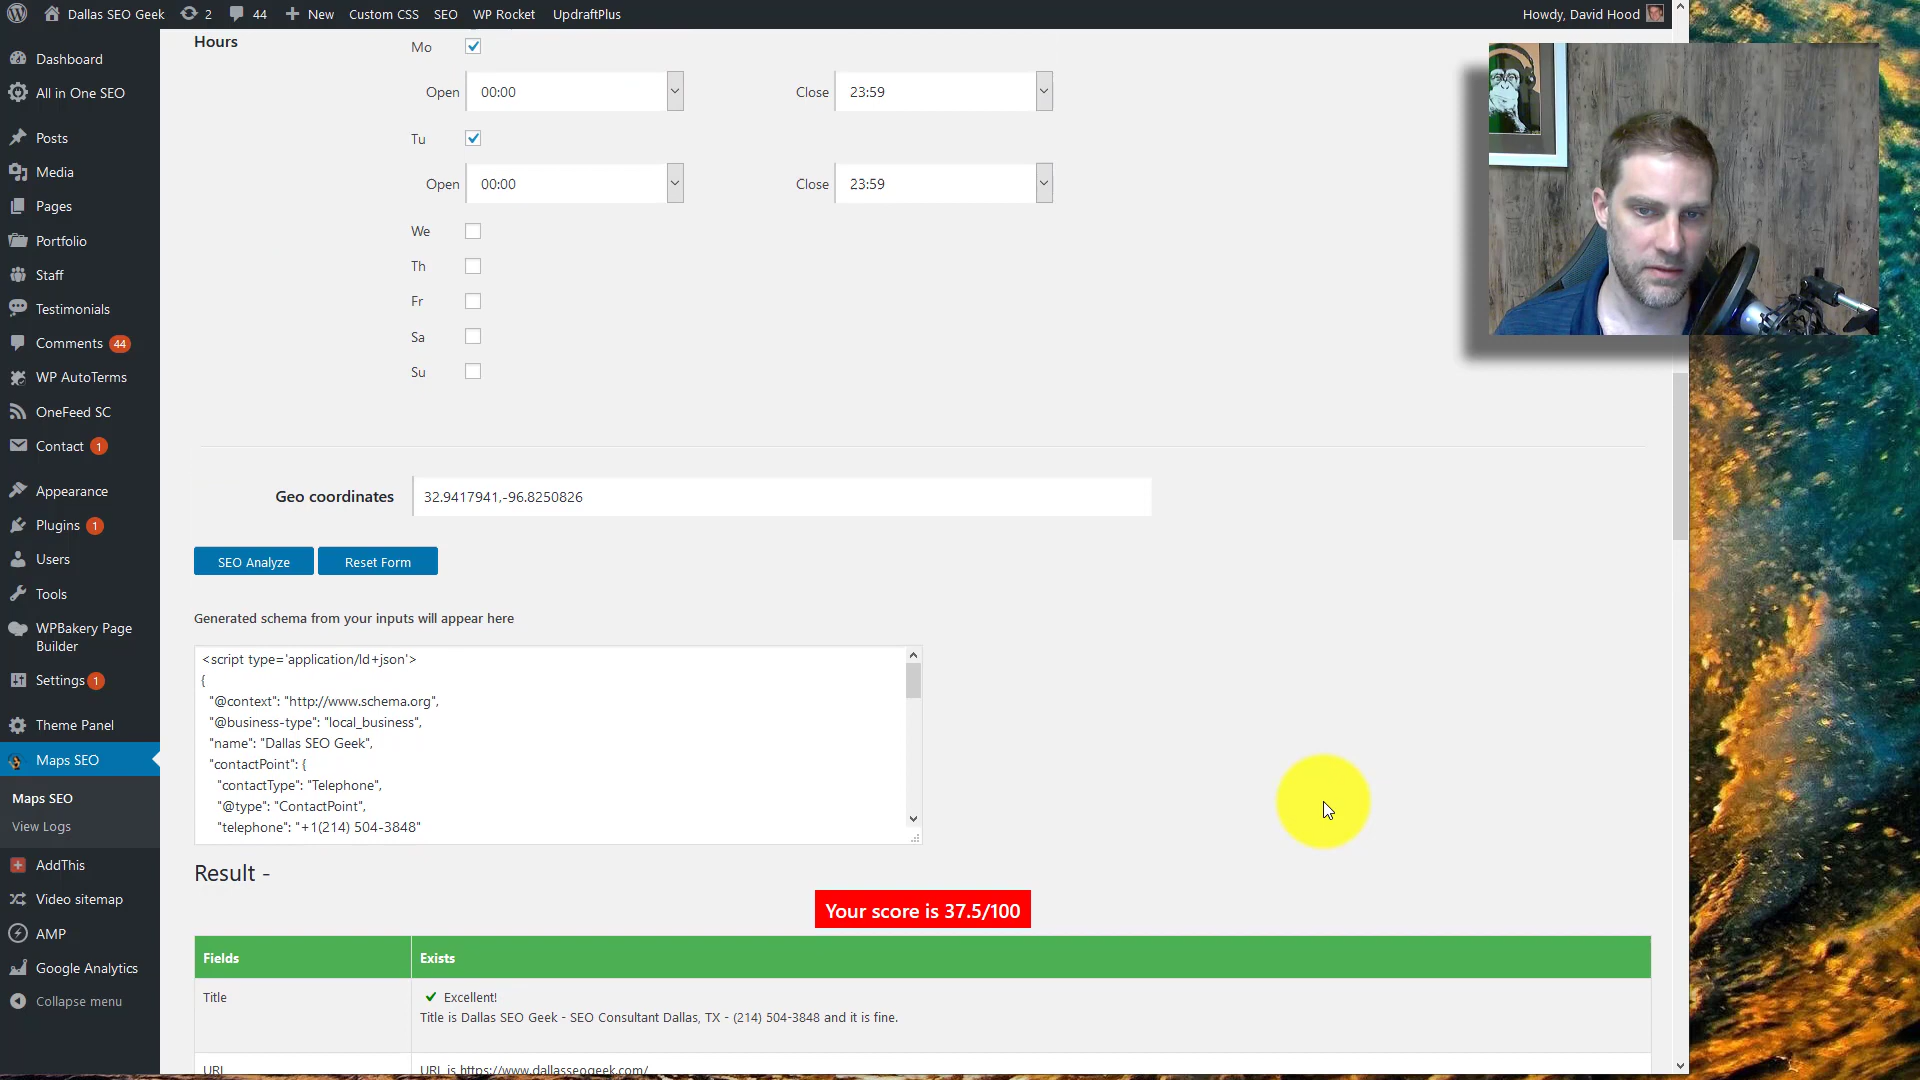 Dallas SEO Geek 2 44 New Custom CSS SEO WP Rocket UpdraftPlus Howdy, David Hood
Dashboard
All in One SEO
Posts
Media
Pages
Portfolio
Staff
Testimonials
Comments 44
WP AutoTerms
OneFeed SC
Contact 1
Appearance
Plugins 1
Users
Tools
WPBakery Page
Builder
Settings 1
Theme Panel
Maps SEO
Maps SEO
View Logs
AddThis
Video sitemap
AMP
Google Analytics
Collapse menu
Hours
Mo
Open 00:00 Close 23:59
Tu
Open 00:00 Close 23:59
We
Th
Fr
Sa
Su
Geo coordinates 32.9417941,-96.8250826
SEO Analyze Reset Form
Generated schema from your inputs will appear here
<script type='application/ld+json'>
{
"@context": "http://www.schema.org",
"@business-type": "local_business",
"name": "Dallas SEO Geek",
"contactPoint": {
"contactType": "Telephone",
"@type": "ContactPoint",
"telephone": "+1(214) 504-3848"
Result -
Your score is 37.5/100
Fields Exists
Title Excellent!
Title is Dallas SEO Geek - SEO Consultant Dallas, TX - (214) 504-3848 and it is fine.
URL URL is https://www.dallasseogeek.com/